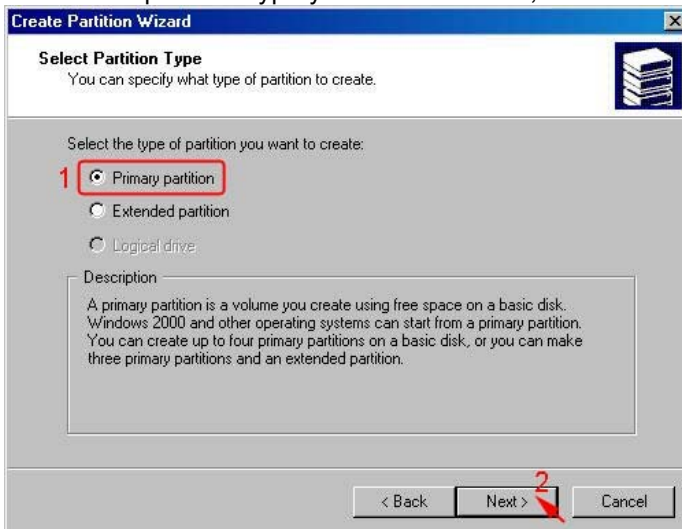 Create Partition Wizard
Select Partition Type
You can specify what type of partition to create.
Select the type of partition you want to create:
1
Primary partition
Extended partition
Logical drive
Description
A primary partition is a volume you create using free space on a basic disk.
Windows 2000 and other operating systems can start from a primary partition.
You can create up to four primary partitions on a basic disk, or you can make
three primary partitions and an extended partition.
< Back
Next >
2
Cancel